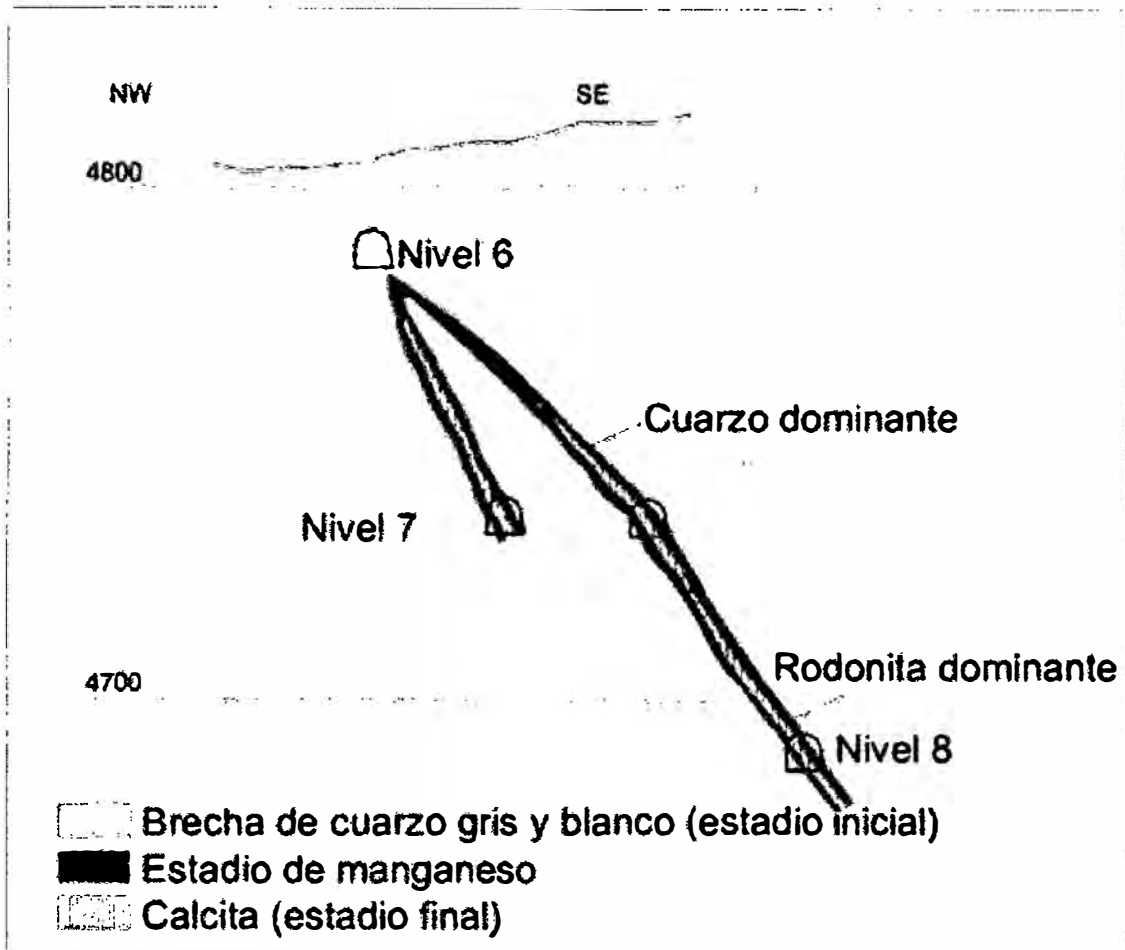 NW
SE
4800
Nivel 6
Cuarzo dominante
Nivel 7
4700
Rodonita dominante
Nivel 8
Brecha de cuarzo gris y blanco (estadio inicial)
Estadio de manganeso
Calcita (estadio final)